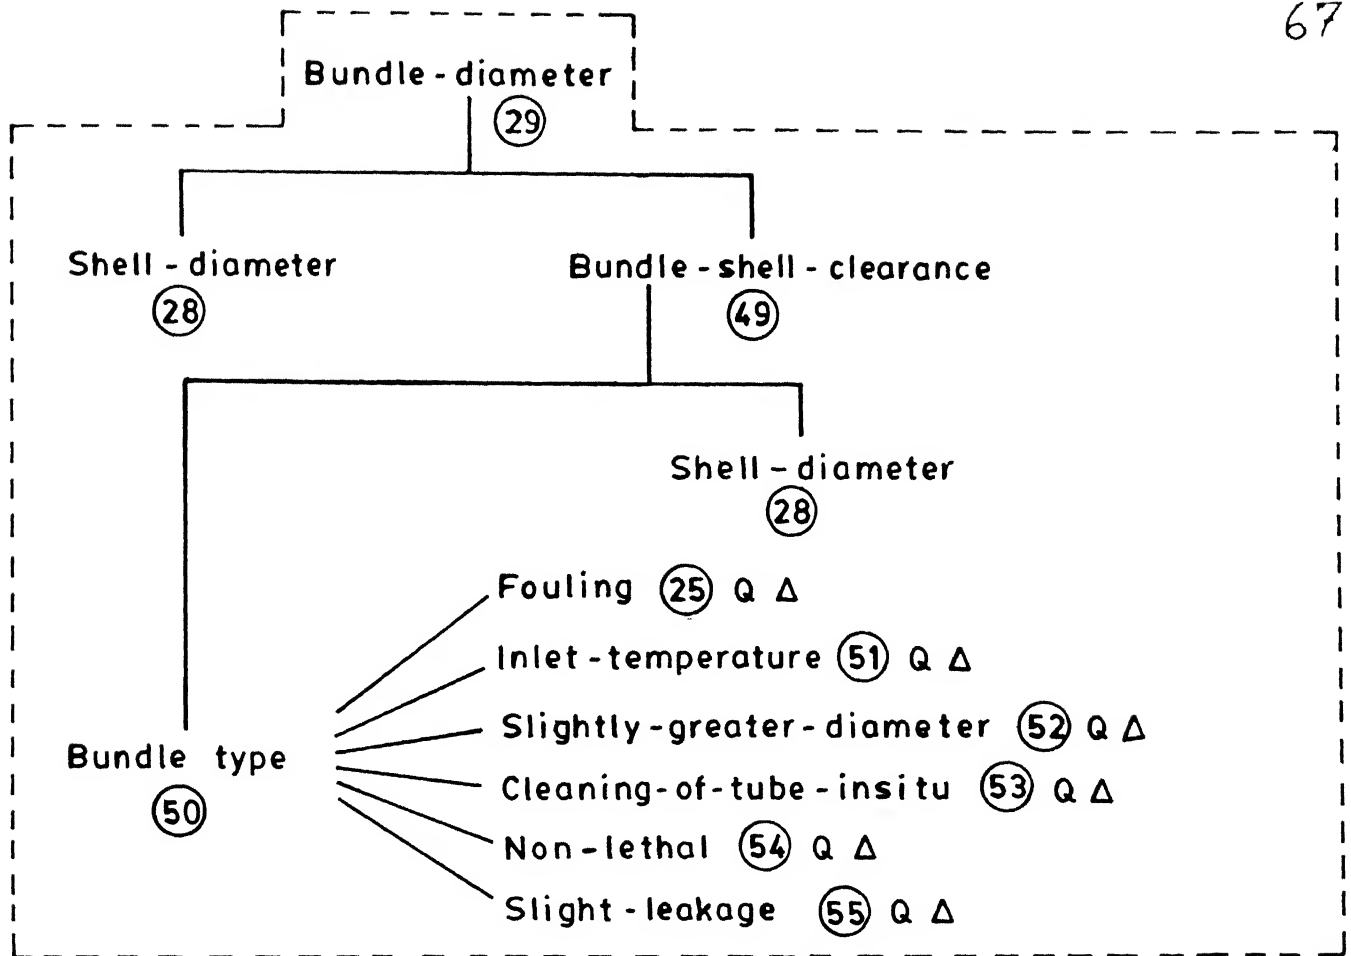 67
Bundle-diameter
29
Shell-diameter
28
Bundle-shell-clearance
49
Shell-diameter
28
Bundle type
50
Fouling 25 Q Δ
Inlet-temperature 51 Q Δ
Slightly-greater-diameter 52 Q Δ
Cleaning-of-tube-insitu 53 Q Δ
Non-lethal 54 Q Δ
Slight-leakage 55 Q Δ